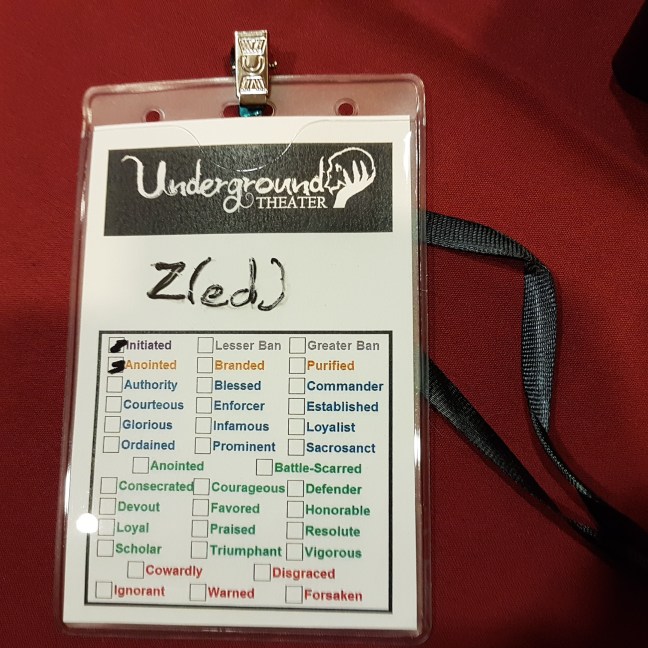 Underground
THEATER
Z(ed)
Initiated Lesser Ban Greater Ban
Anointed Branded Purified
Authority Blessed Commander
Courteous Enforcer Established
Glorious Infamous Loyalist
Ordained Prominent Sacrosanct
Anointed Battle-Scarred
Consecrated Courageous Defender
Devout Favored Honorable
Loyal Praised Resolute
Scholar Triumphant Vigorous
Cowardly Disgraced
Ignorant Warned Forsaken